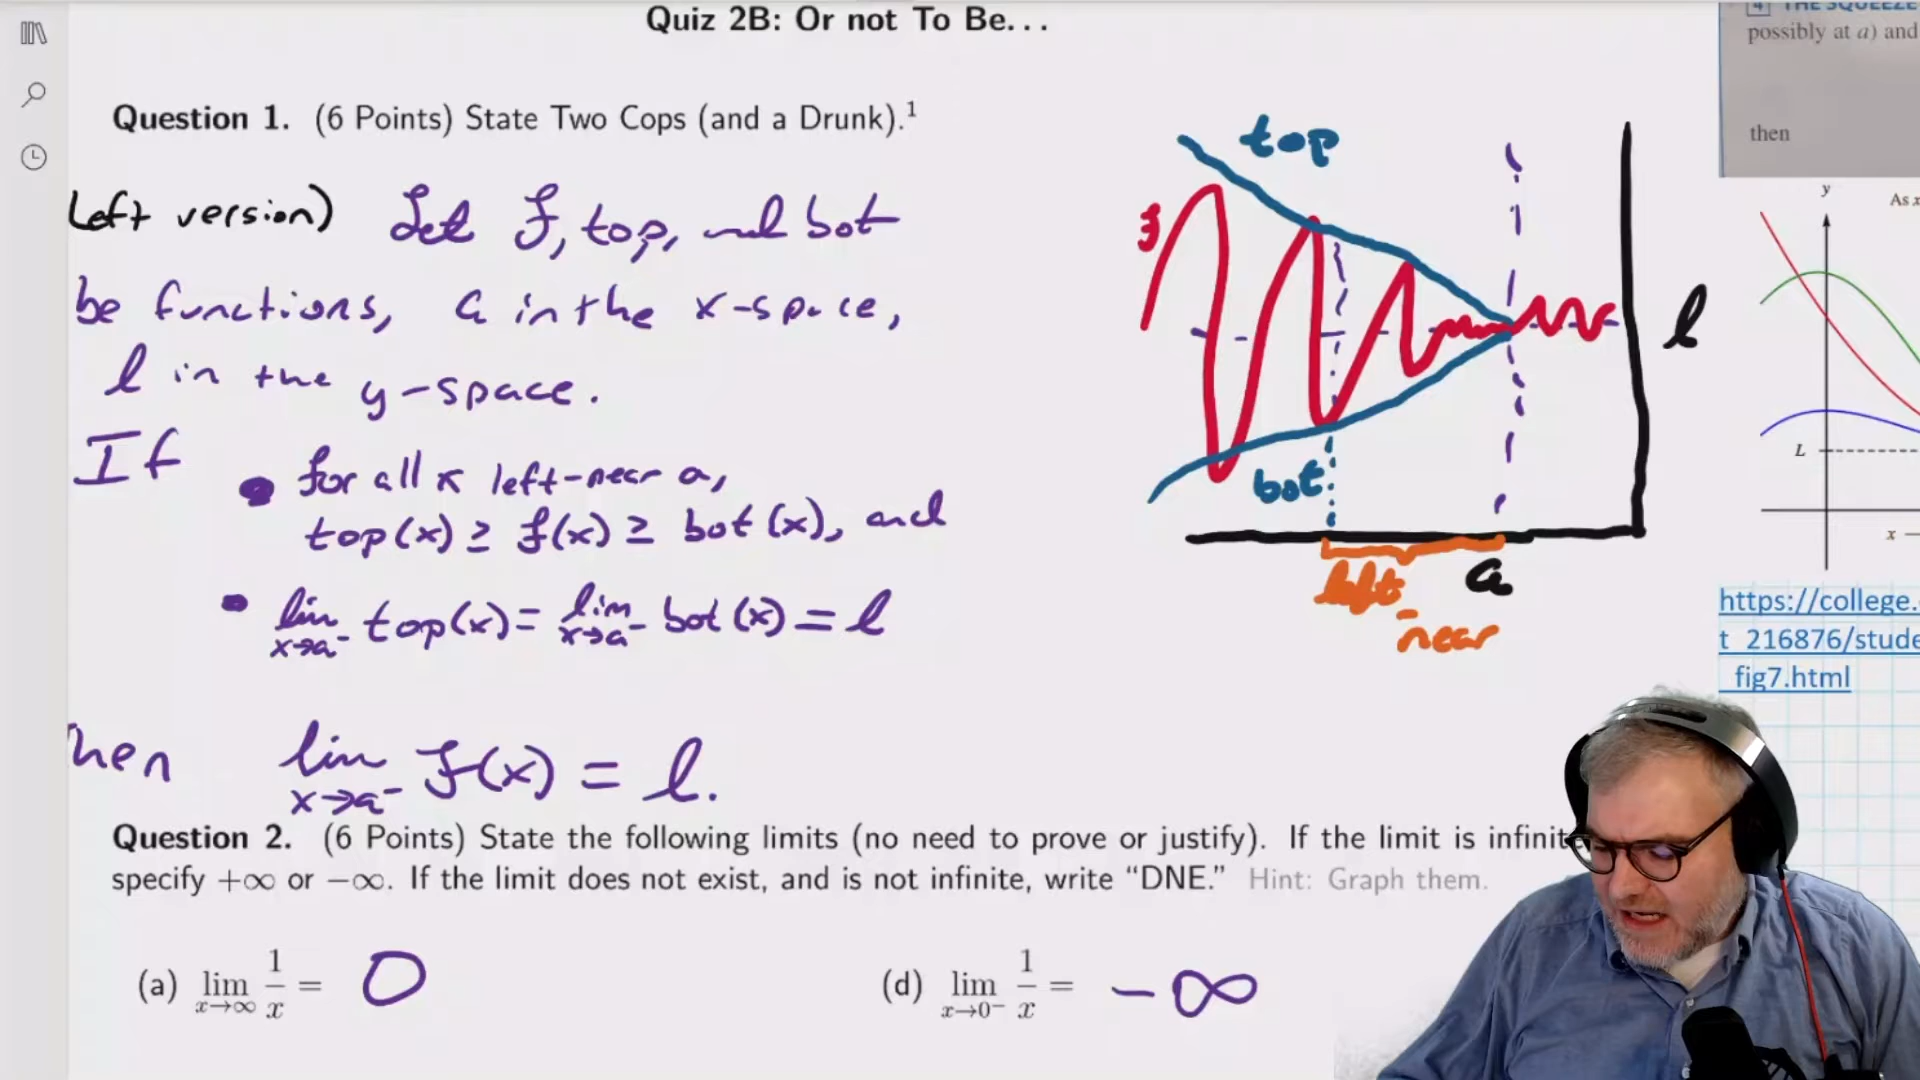 Quiz 2B: Or not To Be...
Question 1. (6 Points) State Two Cops (and a Drunk).¹
Left version) Let f, top, and bot
be functions, a in the x-space,
l in the y-space.
If
• for all x left-near a,
top(x) ≥ f(x) ≥ bot(x), and
• lim x→a⁻ top(x) = lim x→a⁻ bot(x) = l
hen lim x→a⁻ f(x) = l.
top
f
l
bot
left
-near
a
THE SQUEEZE
possibly at a) and
then
y
As x
L
x
https://college.
t_216876/stude
_fig7.html
Question 2. (6 Points) State the following limits (no need to prove or justify). If the limit is infinit
specify +∞ or −∞. If the limit does not exist, and is not infinite, write “DNE.” Hint: Graph them.
(a) lim x→∞ 1/x = 0
(d) lim x→0⁻ 1/x = −∞